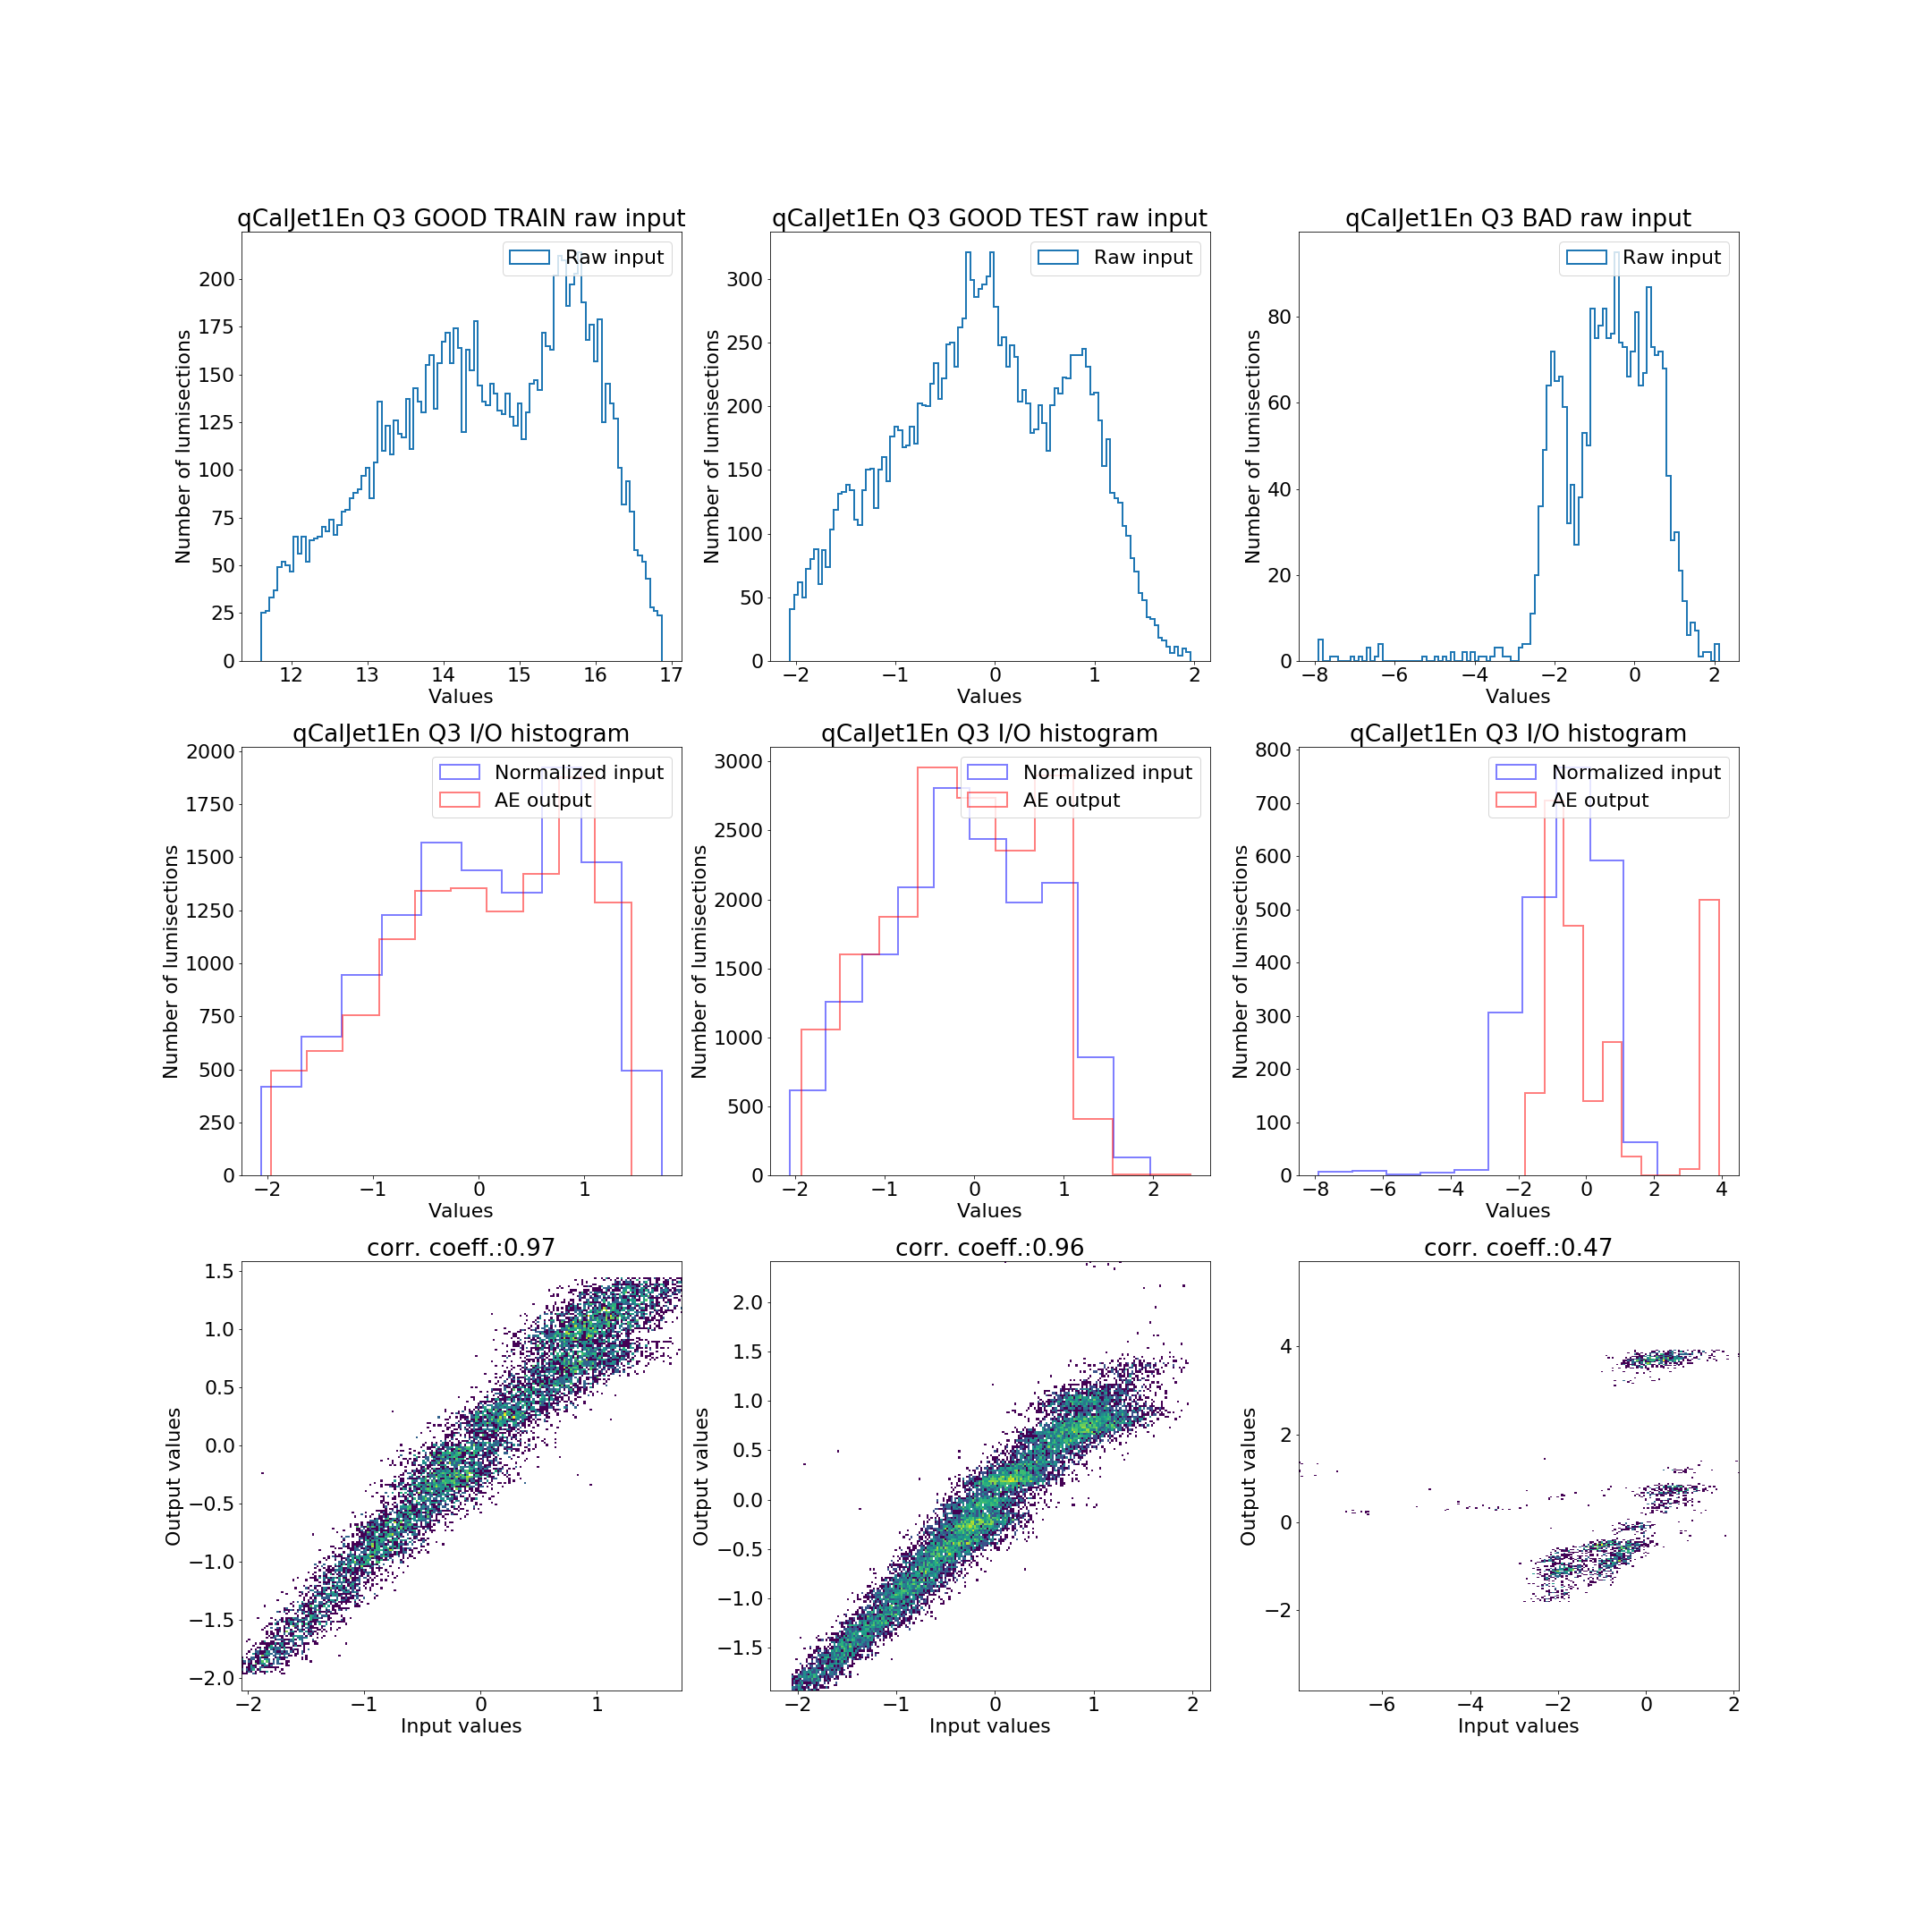 qCalJet1En Q3 GOOD TRAIN raw input
Raw input
200
175
150
125
100
75
50
25
0
Number of lumisections
12 13 14 15 16 17
Values
qCalJet1En Q3 GOOD TEST raw input
Raw input
300
250
200
150
100
50
0
Number of lumisections
−2 −1 0 1 2
Values
qCalJet1En Q3 BAD raw input
Raw input
80
60
40
20
0
Number of lumisections
−8 −6 −4 −2 0 2
Values
qCalJet1En Q3 I/O histogram
Normalized input
AE output
2000
1750
1500
1250
1000
750
500
250
0
Number of lumisections
−2 −1 0 1
Values
qCalJet1En Q3 I/O histogram
Normalized input
AE output
3000
2500
2000
1500
1000
500
0
Number of lumisections
−2 −1 0 1 2
Values
qCalJet1En Q3 I/O histogram
Normalized input
AE output
800
700
600
500
400
300
200
100
0
Number of lumisections
−8 −6 −4 −2 0 2 4
Values
corr. coeff.:0.97
1.5
1.0
0.5
0.0
−0.5
−1.0
−1.5
−2.0
Output values
−2 −1 0 1
Input values
corr. coeff.:0.96
2.0
1.5
1.0
0.5
0.0
−0.5
−1.0
−1.5
Output values
−2 −1 0 1 2
Input values
corr. coeff.:0.47
4
2
0
−2
Output values
−6 −4 −2 0 2
Input values